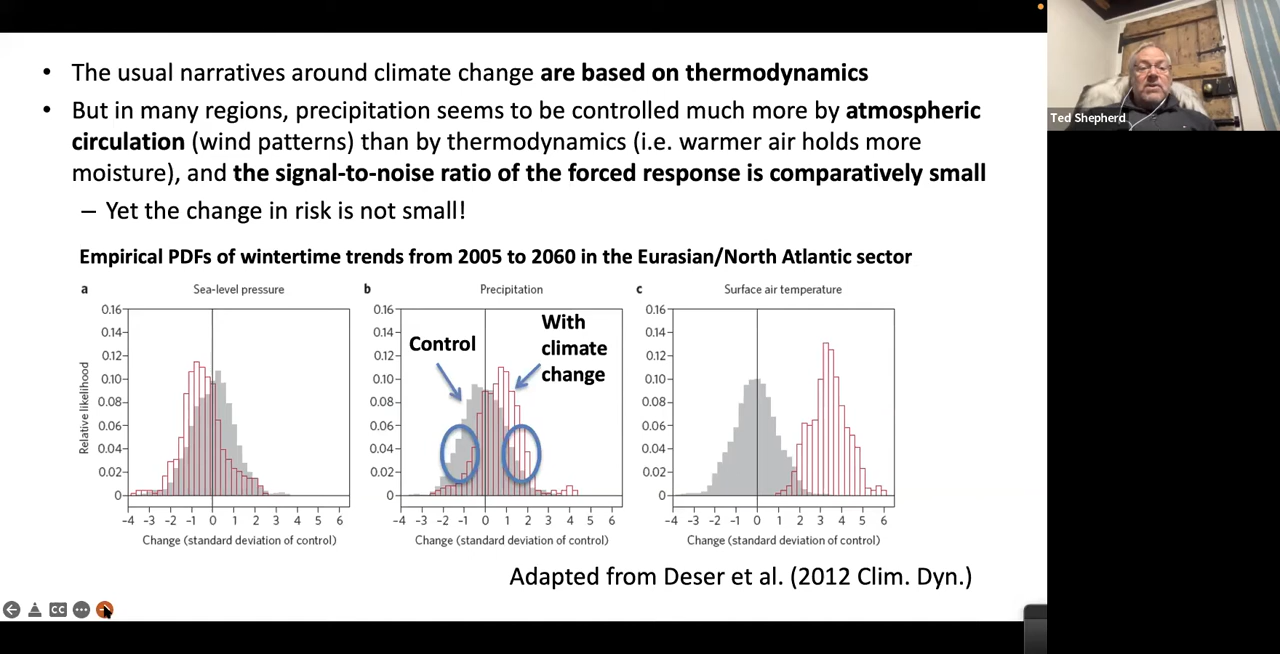 • The usual narratives around climate change are based on thermodynamics
• But in many regions, precipitation seems to be controlled much more by atmospheric
circulation (wind patterns) than by thermodynamics (i.e. warmer air holds more
moisture), and the signal-to-noise ratio of the forced response is comparatively small
– Yet the change in risk is not small!
Empirical PDFs of wintertime trends from 2005 to 2060 in the Eurasian/North Atlantic sector
a Sea-level pressure
0.16
0.14
0.12
0.10
0.08
0.06
0.04
0.02
0
Relative likelihood
-4 -3 -2 -1 0 1 2 3 4 5 6
Change (standard deviation of control)
b Precipitation
0.16
0.14
0.12
0.10
0.08
0.06
0.04
0.02
0
Control
With
climate
change
-4 -3 -2 -1 0 1 2 3 4 5 6
Change (standard deviation of control)
c Surface air temperature
0.16
0.14
0.12
0.10
0.08
0.06
0.04
0.02
0
-4 -3 -2 -1 0 1 2 3 4 5 6
Change (standard deviation of control)
Adapted from Deser et al. (2012 Clim. Dyn.)
CC
Ted Shepherd